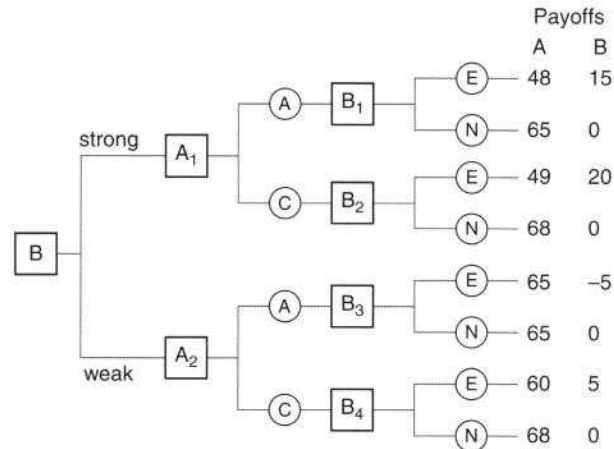 Payoffs
A B
E 48 15
A B1
N 65 0
strong A1
E 49 20
C B2
N 68 0
B
E 65 –5
A B3
N 65 0
weak A2
E 60 5
C B4
N 68 0